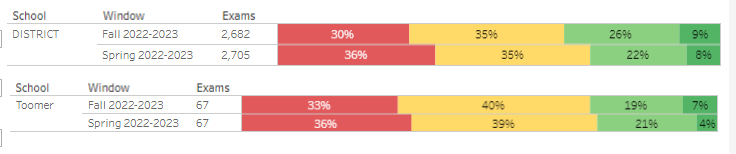 School Window Exams
DISTRICT Fall 2022-2023 2,682 30% 35% 26% 9%
Spring 2022-2023 2,705 36% 35% 22% 8%
School Window Exams
Toomer Fall 2022-2023 67 33% 40% 19% 7%
Spring 2022-2023 67 36% 39% 21% 4%